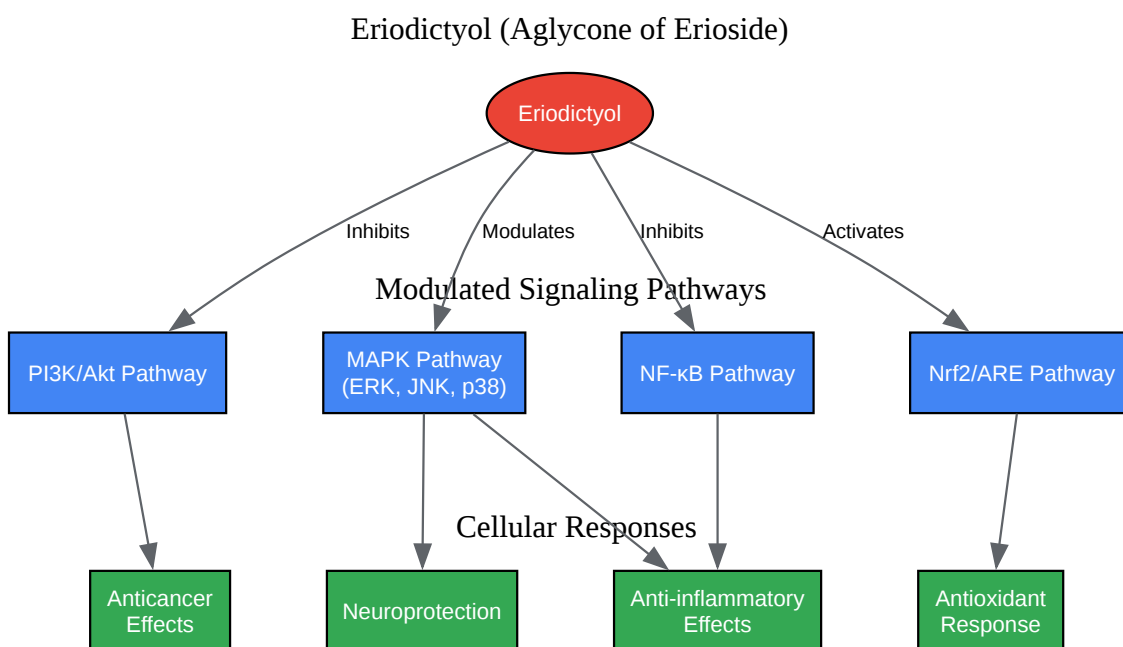 Eriodictyol (Aglycone of Erioside)
Eriodictyol
Inhibits
Modulates
Inhibits
Activates
Modulated Signaling Pathways
PI3K/Akt Pathway
MAPK Pathway
(ERK, JNK, p38)
NF-κB Pathway
Nrf2/ARE Pathway
Cellular Responses
Anticancer
Effects
Neuroprotection
Anti-inflammatory
Effects
Antioxidant
Response